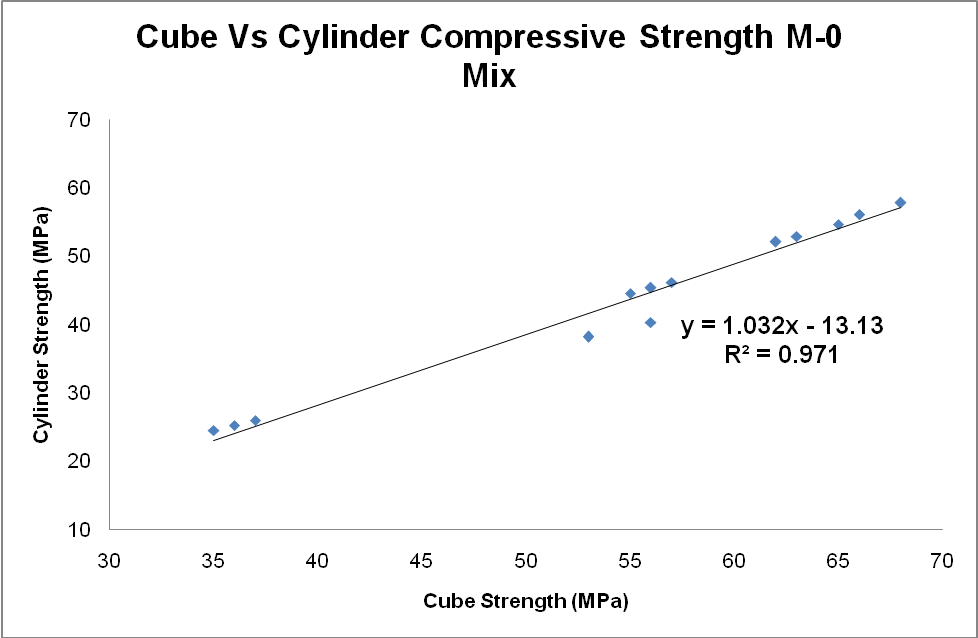 Cube Vs Cylinder Compressive Strength M-0
Mix
Cylinder Strength (MPa)
70
60
50
40
30
20
10
y = 1.032x - 13.13
R² = 0.971
30 35 40 45 50 55 60 65 70
Cube Strength (MPa)